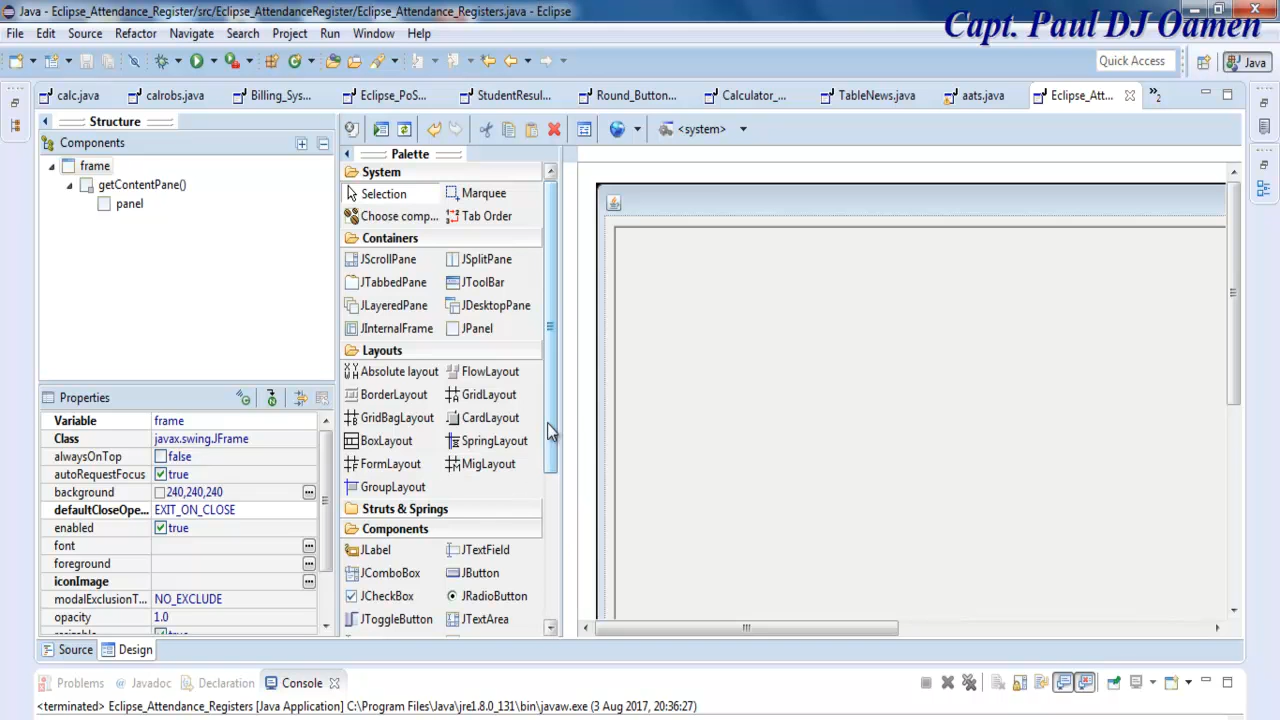 Java - Eclipse_Attendance_Register/src/Eclipse_AttendanceRegister/Eclipse_Attendance_Registers.java - Eclipse
Capt. Paul DJ Oamen
File Edit Source Refactor Navigate Search Project Run Window Help
Quick Access Java
calc.java calrobs.java Billing_Sys... Eclipse_PoS... StudentResul... Round_Button... Calculator_... TableNews.java aats.java Eclipse_Att... 2
Structure
<system>
Components
Palette
frame
getContentPane()
panel
System
Selection Marquee
Choose comp... Tab Order
Containers
JScrollPane JSplitPane
JTabbedPane JToolBar
JLayeredPane JDesktopPane
JInternalFrame JPanel
Layouts
Absolute layout FlowLayout
BorderLayout GridLayout
GridBagLayout CardLayout
BoxLayout SpringLayout
FormLayout MigLayout
GroupLayout
Struts & Springs
Components
JLabel JTextField
JComboBox JButton
JCheckBox JRadioButton
JToggleButton JTextArea
Properties
Variable frame
Class javax.swing.JFrame
alwaysOnTop false
autoRequestFocus true
background 240,240,240
defaultCloseOpe... EXIT_ON_CLOSE
enabled true
font
foreground
iconImage
modalExclusionT... NO_EXCLUDE
opacity 1.0
Source Design
Problems Javadoc Declaration Console
<terminated> Eclipse_Attendance_Registers [Java Application] C:\Program Files\Java\jre1.8.0_131\bin\javaw.exe (3 Aug 2017, 20:36:27)